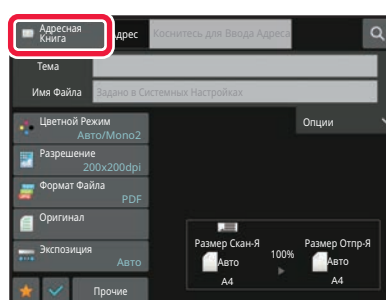 Адресная
Книга
Адрес
Коснитесь для Ввода Адреса
Тема
Имя Файла
Задано в Системных Настройках
Цветной Режим
Авто/Mono2
Опции
Разрешение
200x200dpi
Формат Файла
PDF
Оригинал
Экспозиция
Авто
Прочие
Размер Скан-Я
100%
Размер Отпр-Я
Авто
Авто
A4
A4